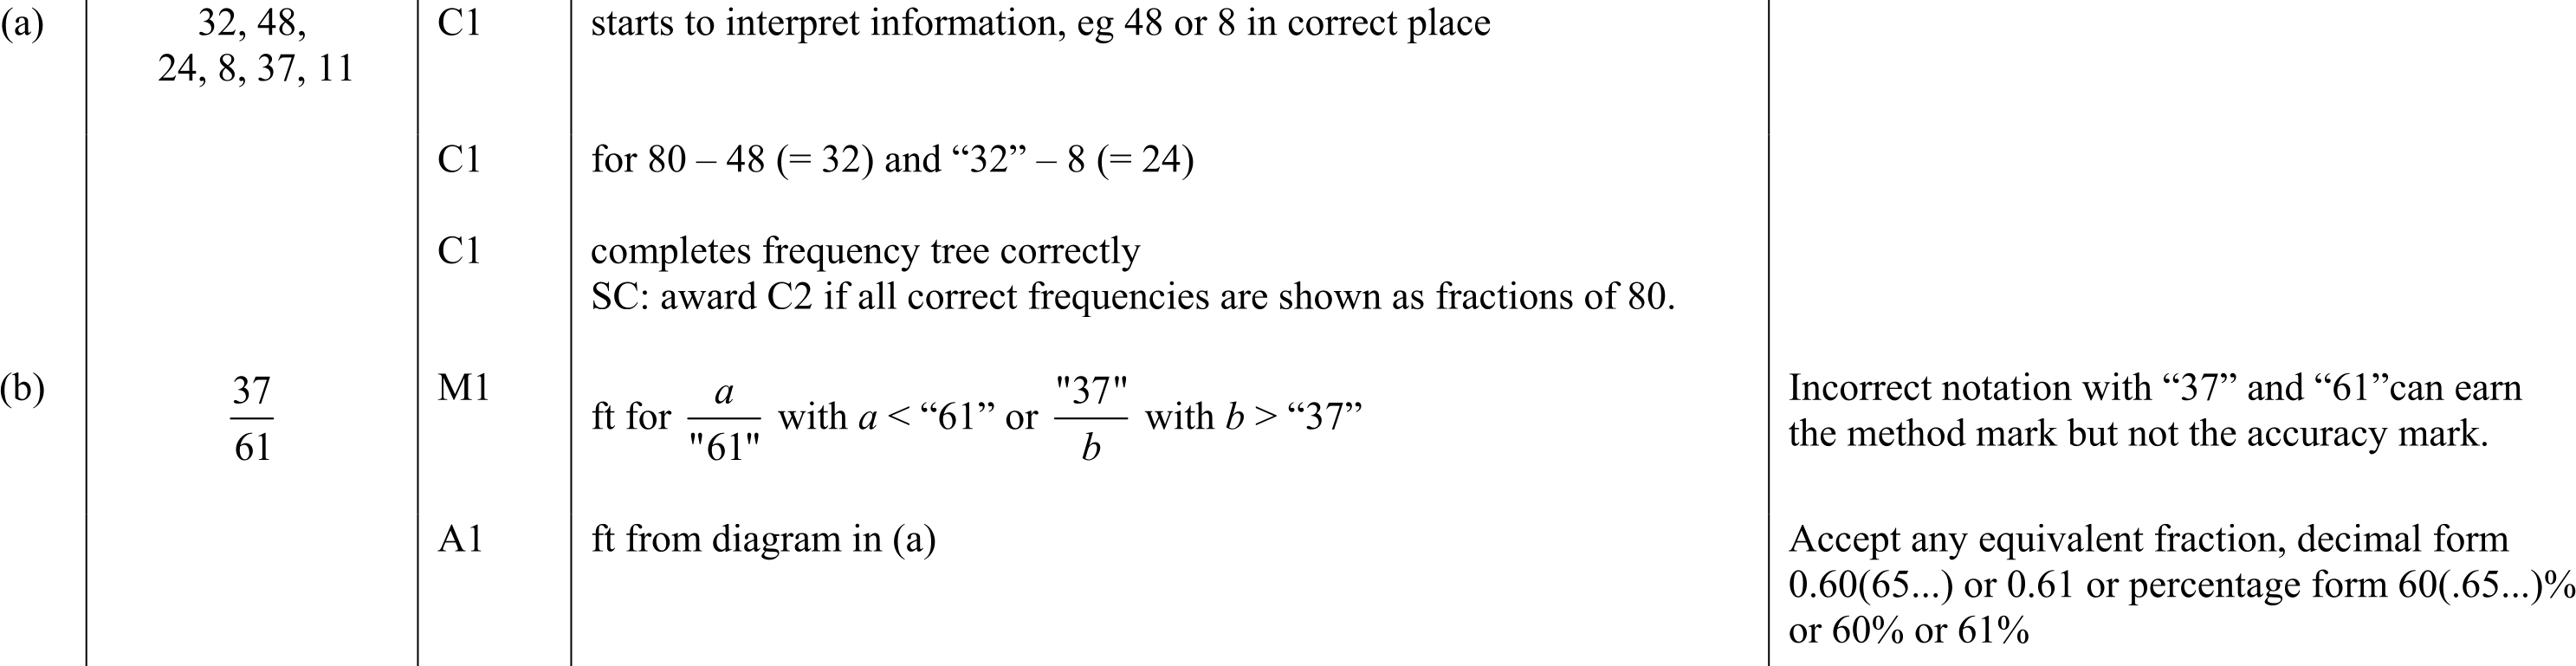 (a) 32, 48, C1 starts to interpret information, eg 48 or 8 in correct place
24, 8, 37, 11
C1 for 80 – 48 (= 32) and “32” – 8 (= 24)
C1 completes frequency tree correctly
SC: award C2 if all correct frequencies are shown as fractions of 80.
(b) 37/61 M1 ft for a/"61" with a < “61” or "37"/b with b > “37” Incorrect notation with “37” and “61”can earn
the method mark but not the accuracy mark.
A1 ft from diagram in (a) Accept any equivalent fraction, decimal form
0.60(65...) or 0.61 or percentage form 60(.65...)%
or 60% or 61%